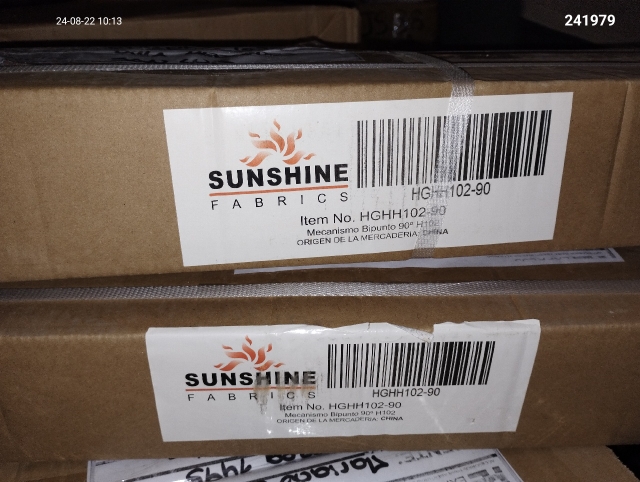 24-08-22 10:13
241979
SUNSHINE
FABRICS
HGHH102-90
Item No. HGHH102-90
Mecanismo Bipunto 90° H102
ORIGEN DE LA MERCADERIA: CHINA
SUNSHINE
FABRICS
HGHH102-90
Item No. HGHH102-90
Mecanismo Bipunto 90° H102
ORIGEN DE LA MERCADERIA: CHINA